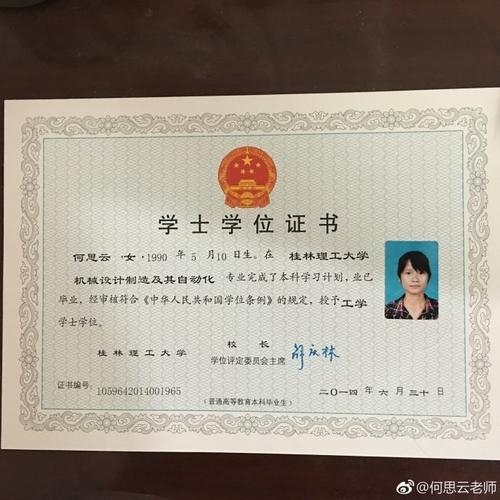 学士学位证书
何思云 ·女·1990 年 5 月10日生。在 桂林理工大学
机械设计制造及其自动化 专业完成了本科学习计划，业已
毕业，经审核符合《中华人民共和国学位条例》的规定，授予 工学
学士学位。
桂林理工大学
校长
学位评定委员会主席
解庆林
证书编号：1059642014001965
二〇一四年 六 月 三十 日
（普通高等教育本科毕业生）
@何思云老师